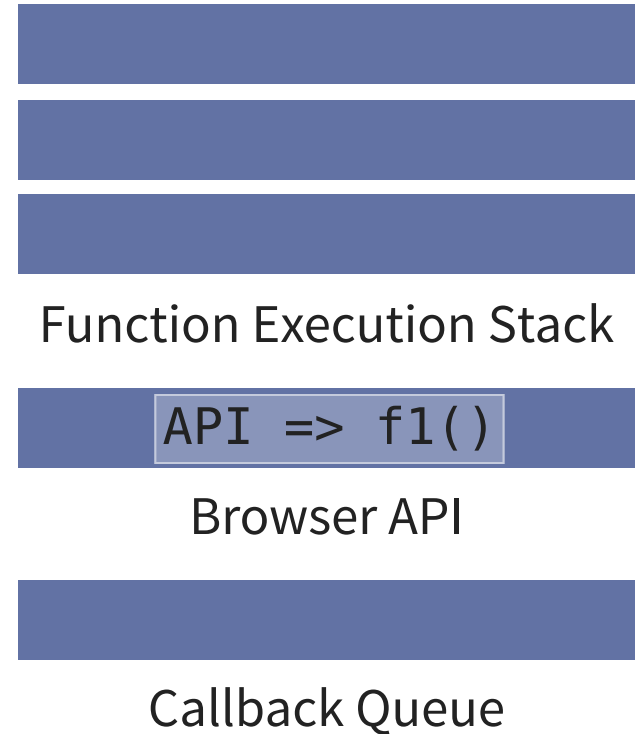 Function Execution Stack
API => f1()
Browser API
Callback Queue